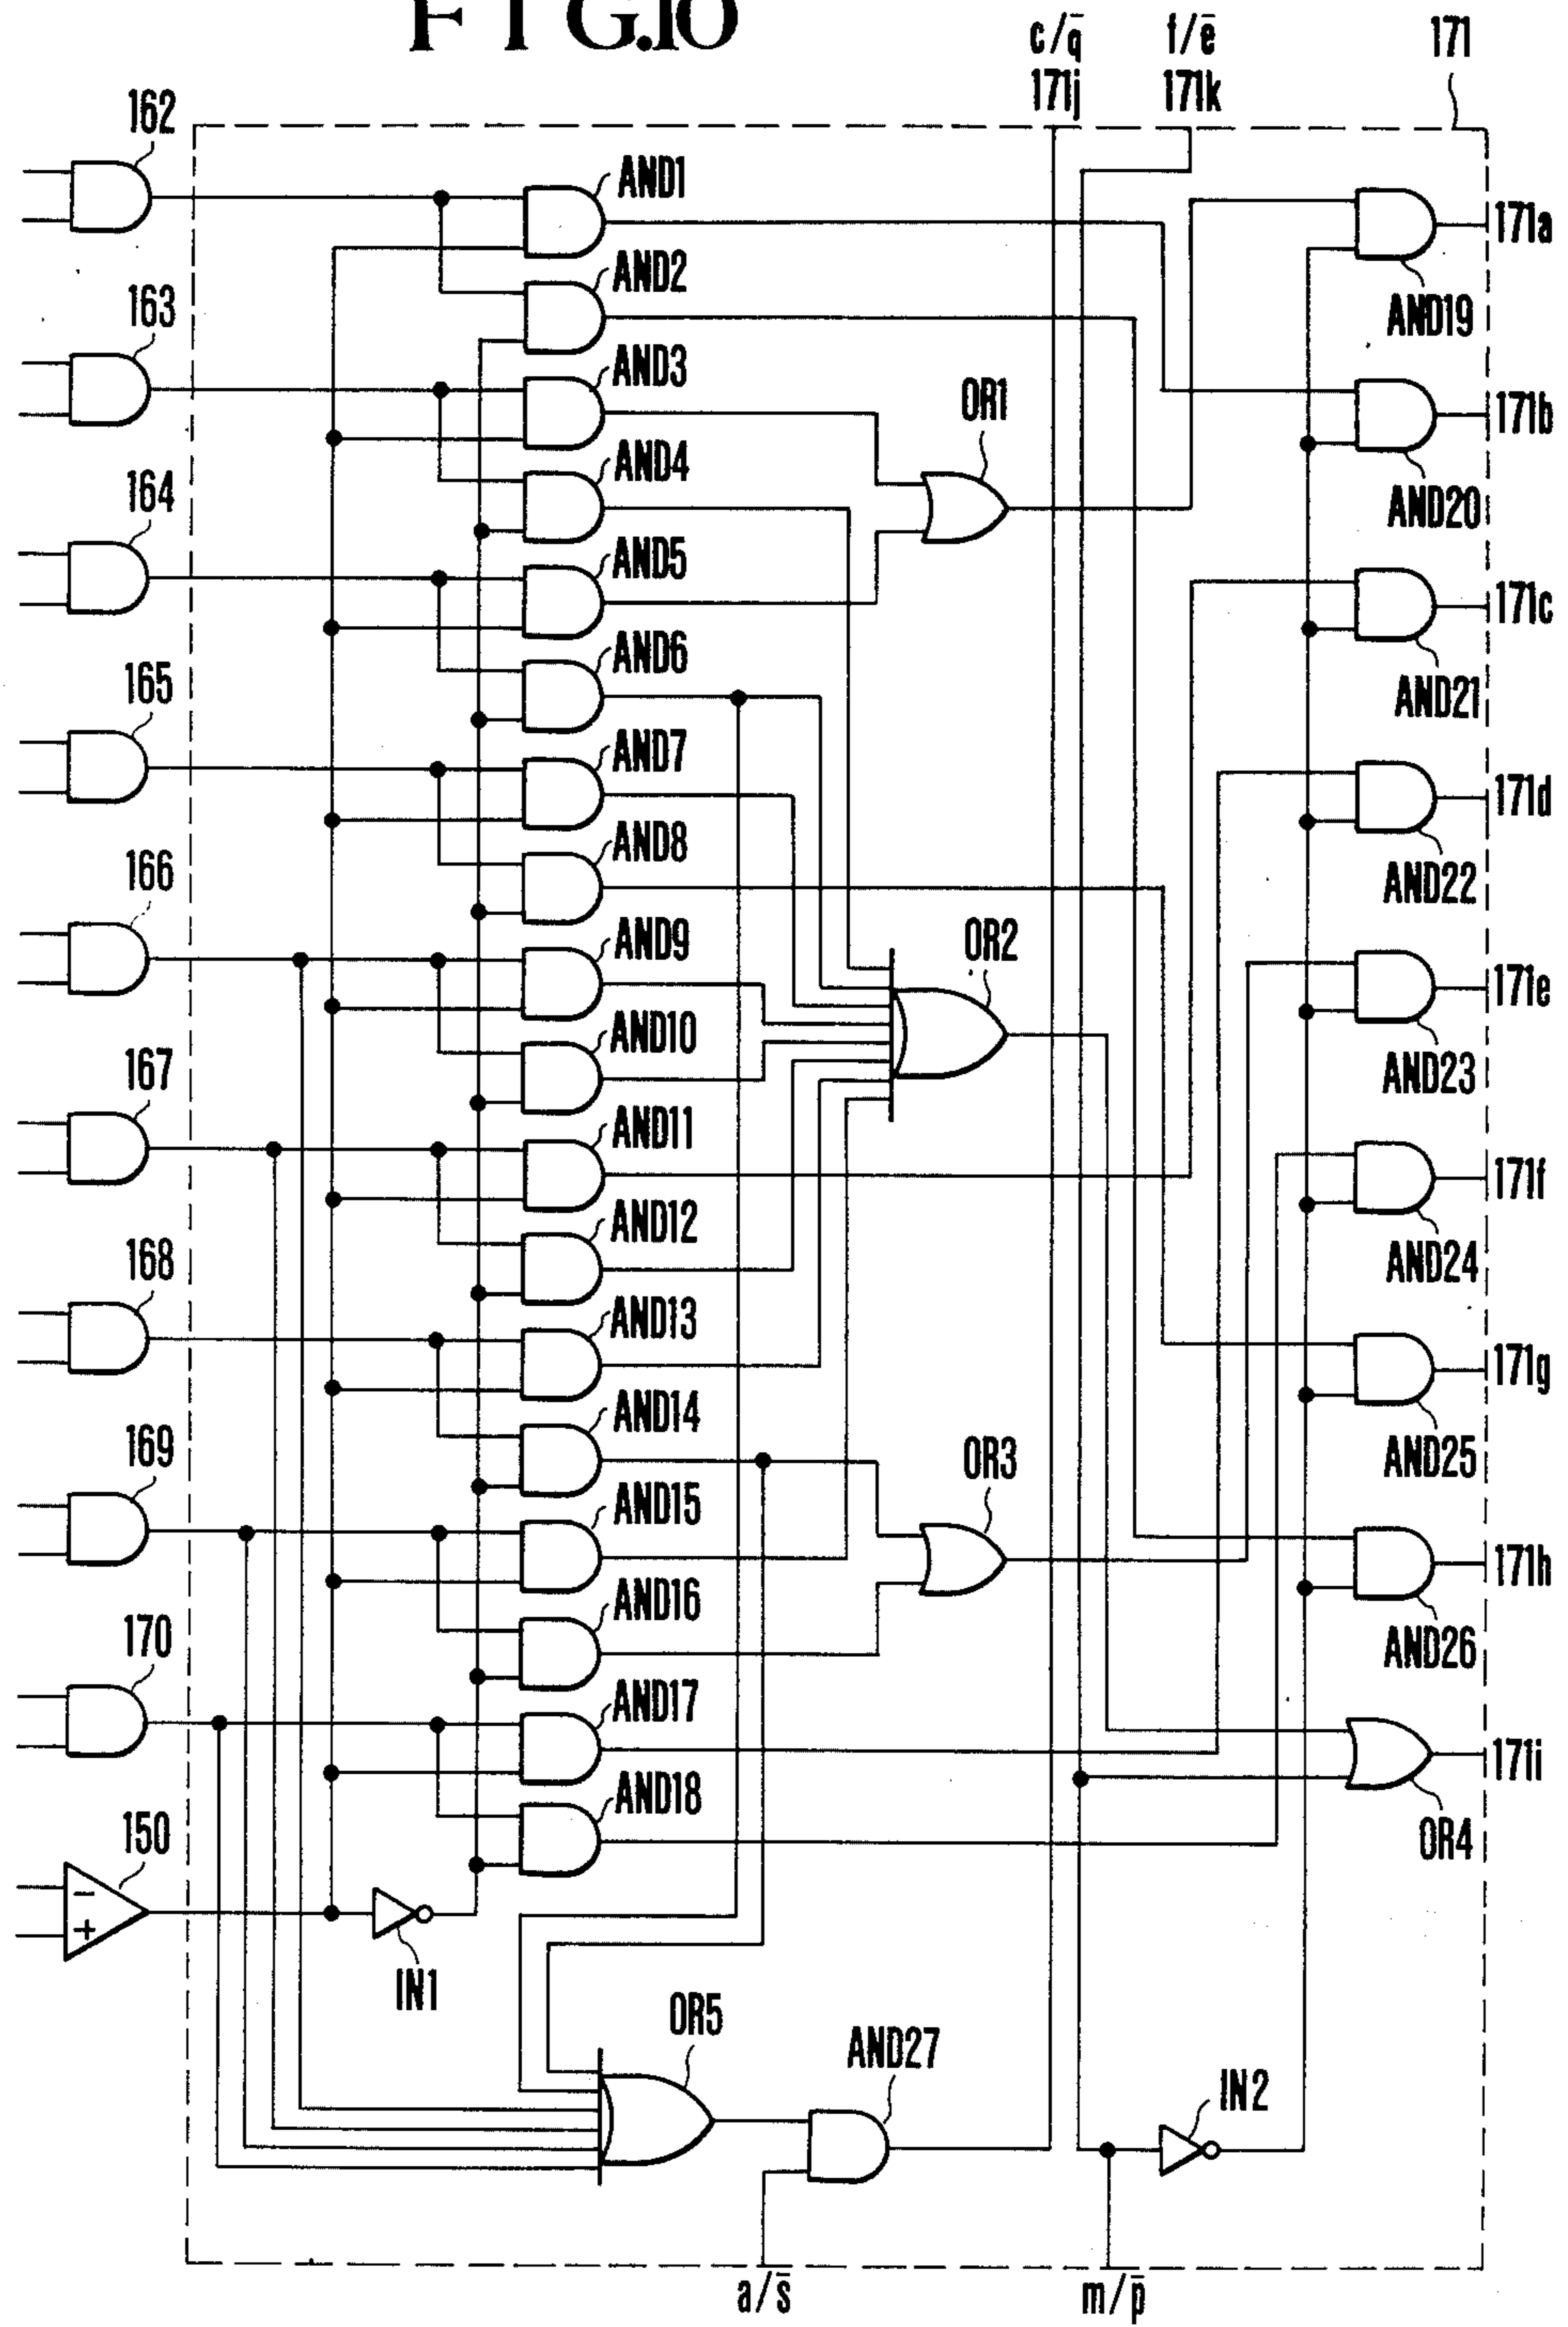 FIG.10
c/q̄ f/ē 171
171j 171k
162
AND1
171a
AND2
163
AND19
AND3
OR1
171b
AND4
164
AND20
AND5
171c
AND6
165
AND21
AND7
171d
AND8
166
AND22
AND9
OR2
171e
AND10
167
AND23
AND11
171f
AND12
168
AND24
AND13
171g
AND14
169
AND25
OR3
AND15
171h
AND16
170
AND26
AND17
171i
AND18
150
OR4
−
+
IN1
OR5
AND27
IN2
a/s̄ m/p̄